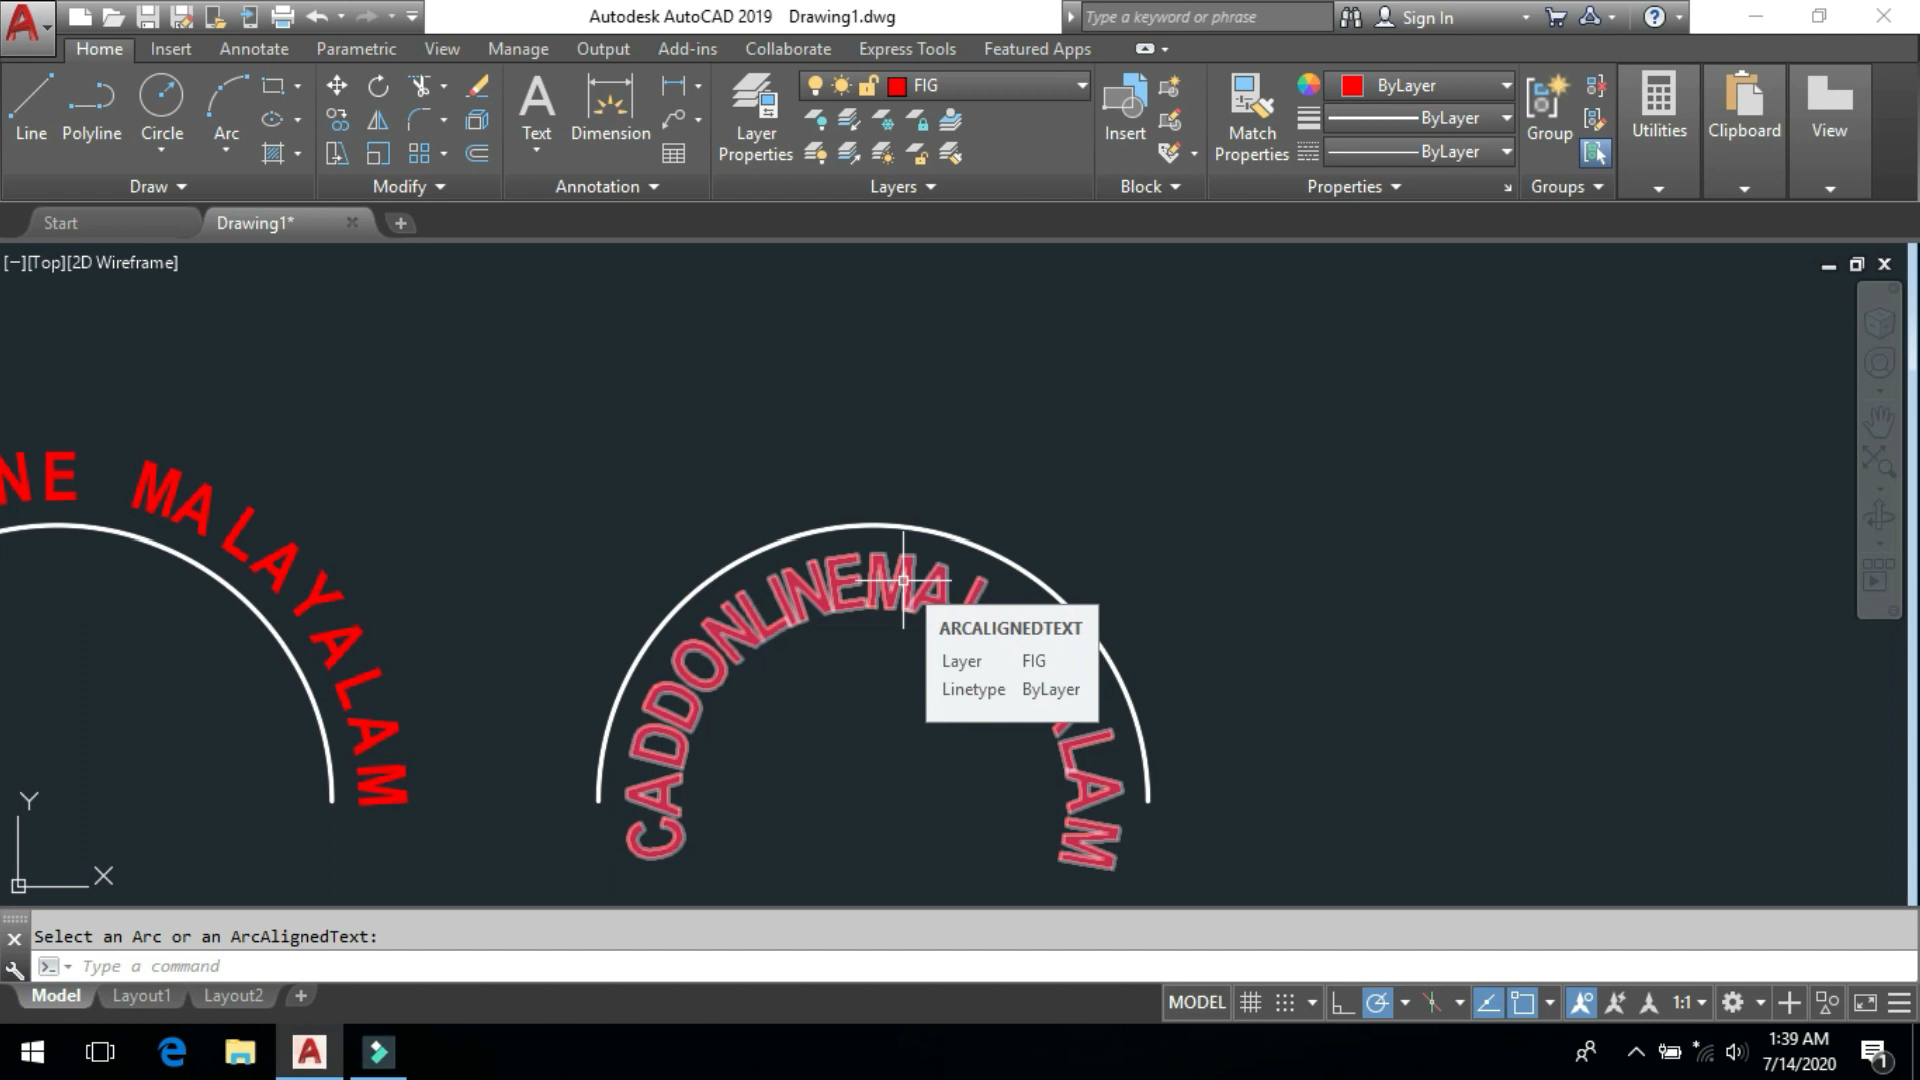 Autodesk AutoCAD 2019 Drawing1.dwg
Type a keyword or phrase
Sign In
Home Insert Annotate Parametric View Manage Output Add-ins Collaborate Express Tools Featured Apps
FIG
ByLayer
ByLayer
ByLayer
Line Polyline Circle Arc
Text Dimension
Layer Properties
Insert
Match Properties
Group
Utilities
Clipboard
View
Draw Modify Annotation Layers Block Properties Groups
Start Drawing1*
[−][Top][2D Wireframe]
NE MALAYALAM
CADDONLINEMAL
ALAM
ARCALIGNEDTEXT
Layer FIG
Linetype ByLayer
Y
X
Select an Arc or an ArcAlignedText:
Type a command
Model Layout1 Layout2
MODEL
1:1
1:39 AM
7/14/2020
1